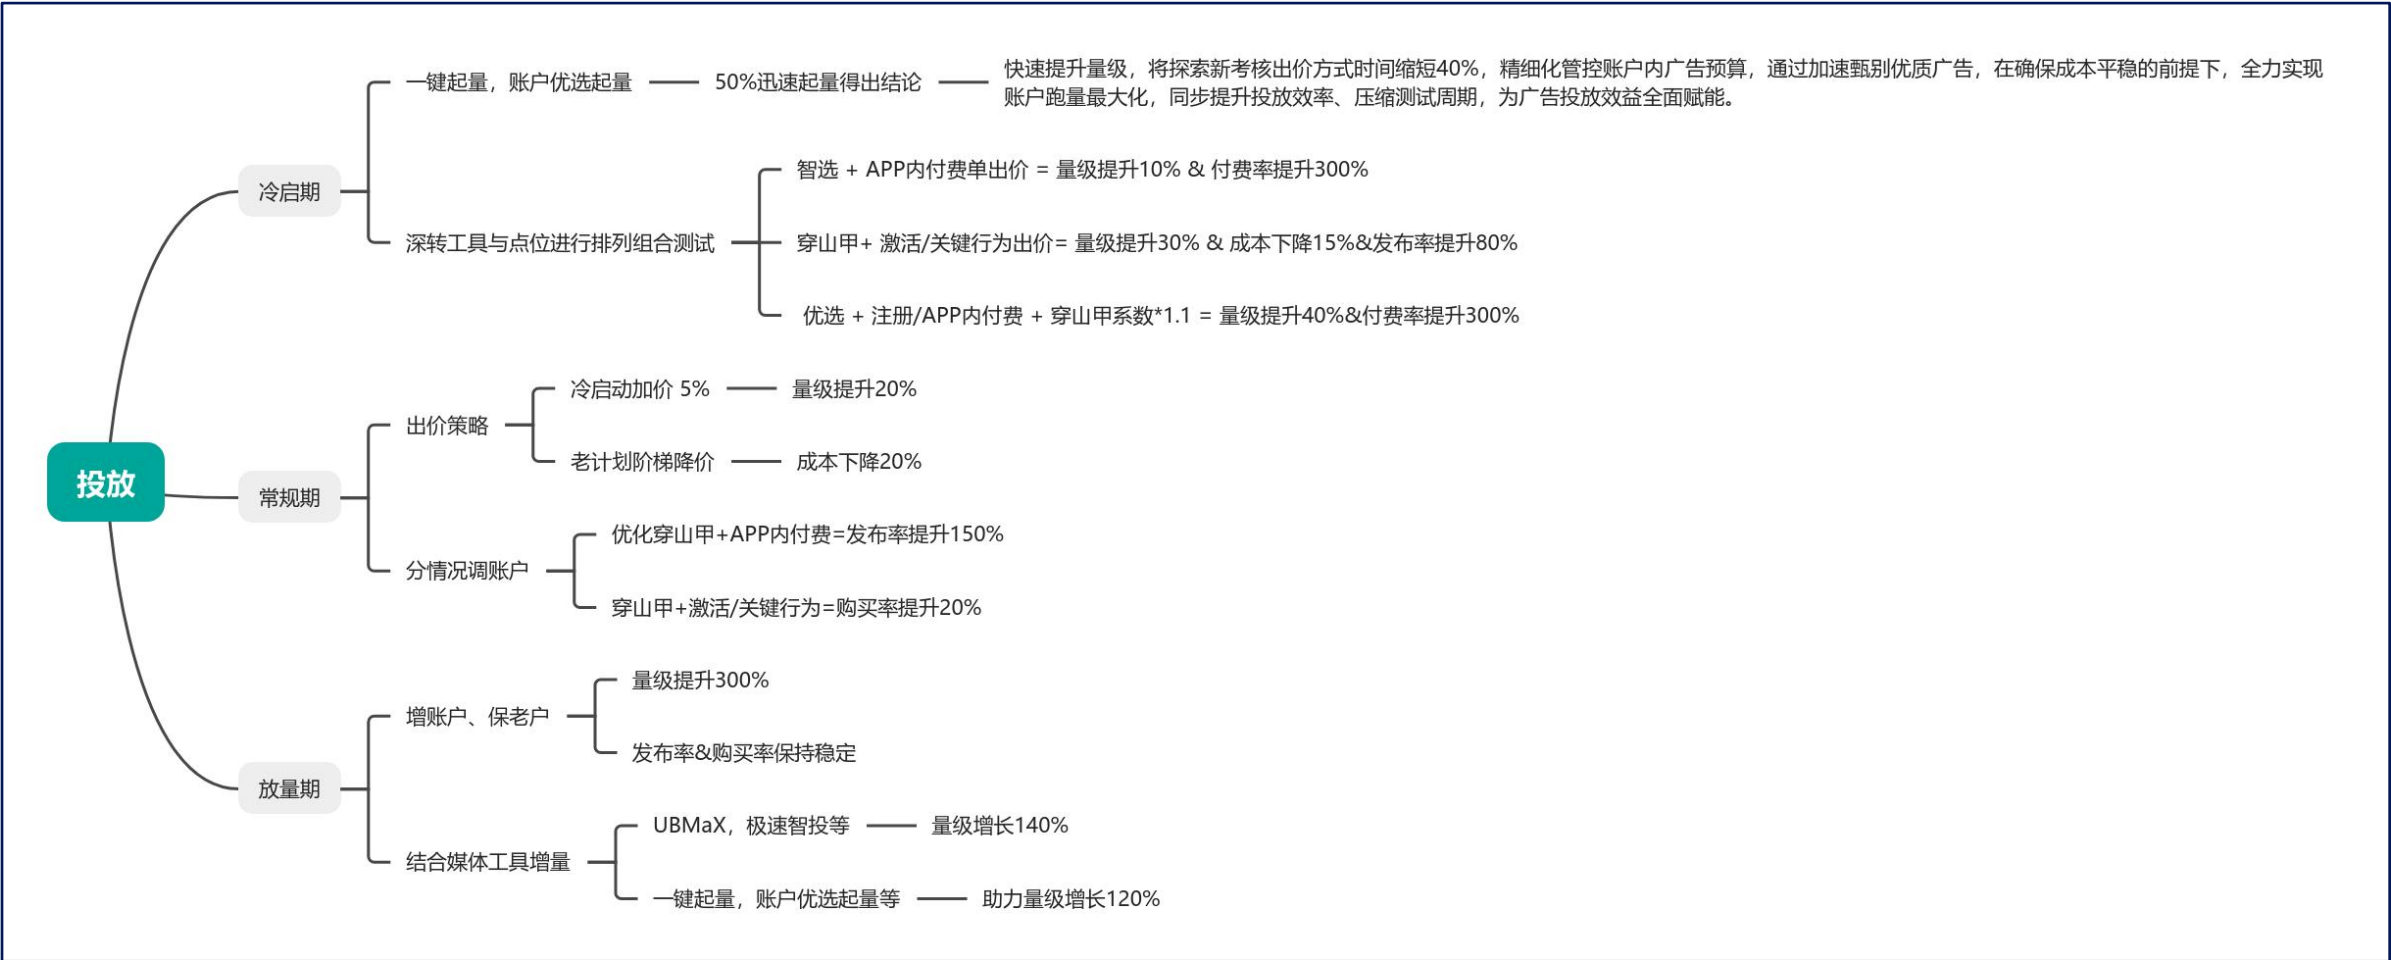 投放
冷启期
一键起量，账户优选起量
50%迅速起量得出结论
快速提升量级，将探索新考核出价方式时间缩短40%，精细化管控账户内广告预算，通过加速甄别优质广告，在确保成本平稳的前提下，全力实现
账户跑量最大化，同步提升投放效率、压缩测试周期，为广告投放效益全面赋能。
深转工具与点位进行排列组合测试
智选 + APP内付费单出价 = 量级提升10% & 付费率提升300%
穿山甲+ 激活/关键行为出价= 量级提升30% & 成本下降15%&发布率提升80%
优选 + 注册/APP内付费 + 穿山甲系数*1.1 = 量级提升40%&付费率提升300%
常规期
出价策略
冷启动加价 5%
量级提升20%
老计划阶梯降价
成本下降20%
分情况调账户
优化穿山甲+APP内付费=发布率提升150%
穿山甲+激活/关键行为=购买率提升20%
放量期
增账户、保老户
量级提升300%
发布率&购买率保持稳定
结合媒体工具增量
UBMaX，极速智投等
量级增长140%
一键起量，账户优选起量等
助力量级增长120%